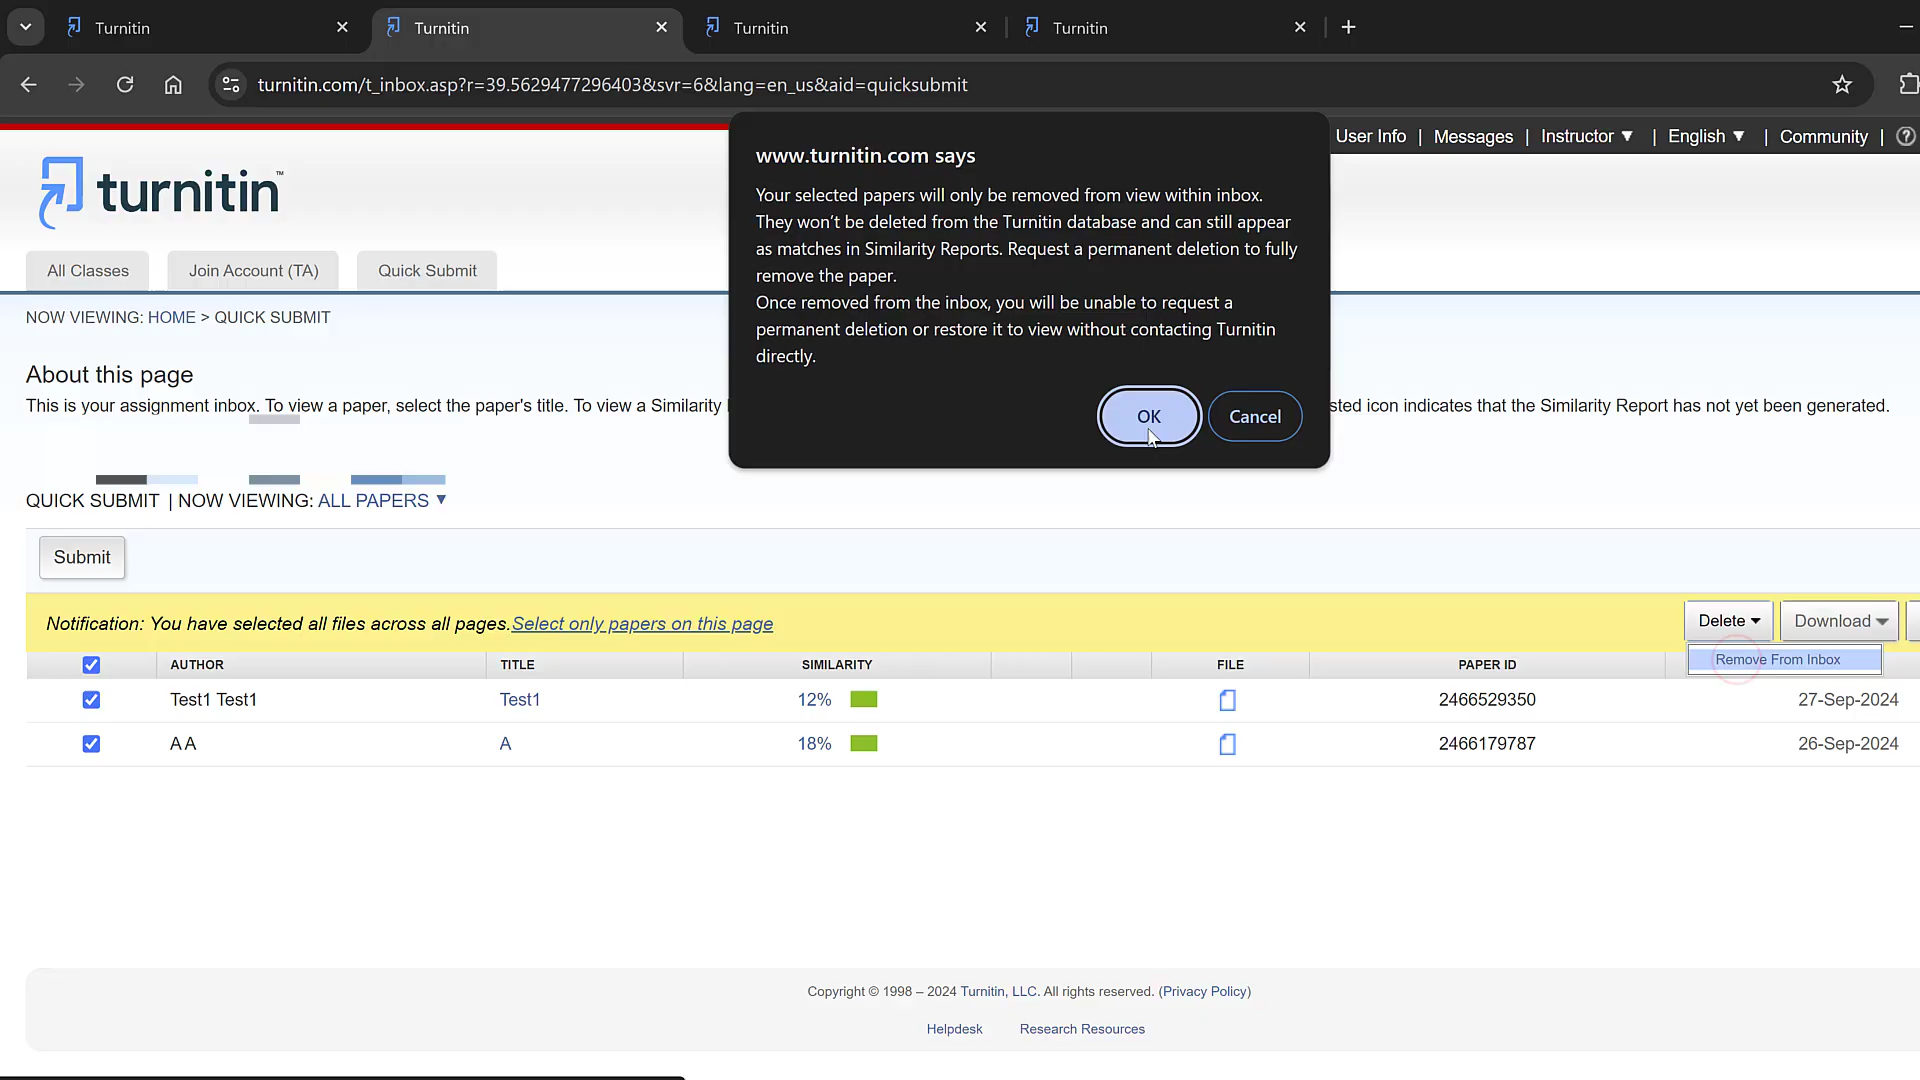 Turnitin
Turnitin
Turnitin
Turnitin
turnitin.com/t_inbox.asp?r=39.5629477296403&svr=6&lang=en_us&aid=quicksubmit
User Info | Messages | Instructor ▼ | English ▼ | Community |
turnitin™
www.turnitin.com says
Your selected papers will only be removed from view within inbox.
They won’t be deleted from the Turnitin database and can still appear
as matches in Similarity Reports. Request a permanent deletion to fully
remove the paper.
Once removed from the inbox, you will be unable to request a
permanent deletion or restore it to view without contacting Turnitin
directly.
OK Cancel
All Classes Join Account (TA) Quick Submit
NOW VIEWING: HOME > QUICK SUBMIT
About this page
This is your assignment inbox. To view a paper, select the paper's title. To view a Similarity sted icon indicates that the Similarity Report has not yet been generated.
QUICK SUBMIT | NOW VIEWING: ALL PAPERS ▼
Submit
Notification: You have selected all files across all pages.Select only papers on this page
Delete ▾ Download
Remove From Inbox
AUTHOR TITLE SIMILARITY FILE PAPER ID
Test1 Test1 Test1 12% 2466529350 27-Sep-2024
A A A 18% 2466179787 26-Sep-2024
Copyright © 1998 – 2024 Turnitin, LLC. All rights reserved. (Privacy Policy)
Helpdesk Research Resources